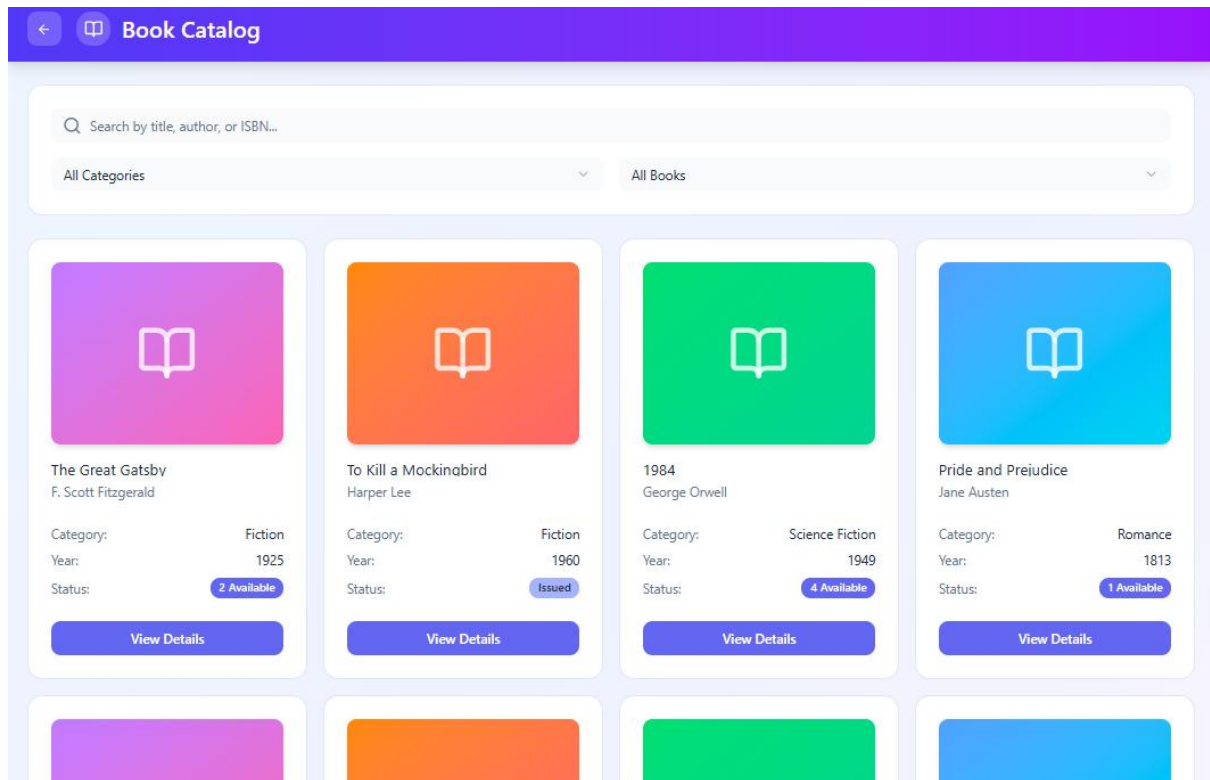 Book Catalog
Search by title, author, or ISBN...
All Categories
All Books
The Great Gatsby
F. Scott Fitzgerald
Category: Fiction
Year: 1925
Status: 2 Available
View Details
To Kill a Mockingbird
Harper Lee
Category: Fiction
Year: 1960
Status: Issued
View Details
1984
George Orwell
Category: Science Fiction
Year: 1949
Status: 4 Available
View Details
Pride and Prejudice
Jane Austen
Category: Romance
Year: 1813
Status: 1 Available
View Details